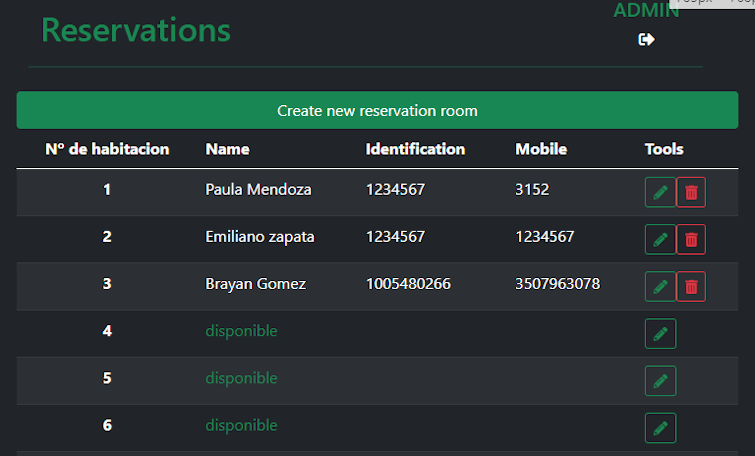 ADMIN
Reservations
Create new reservation room
Nº de habitacion Name Identification Mobile Tools
1 Paula Mendoza 1234567 3152
2 Emiliano zapata 1234567 1234567
3 Brayan Gomez 1005480266 3507963078
4 disponible
5 disponible
6 disponible